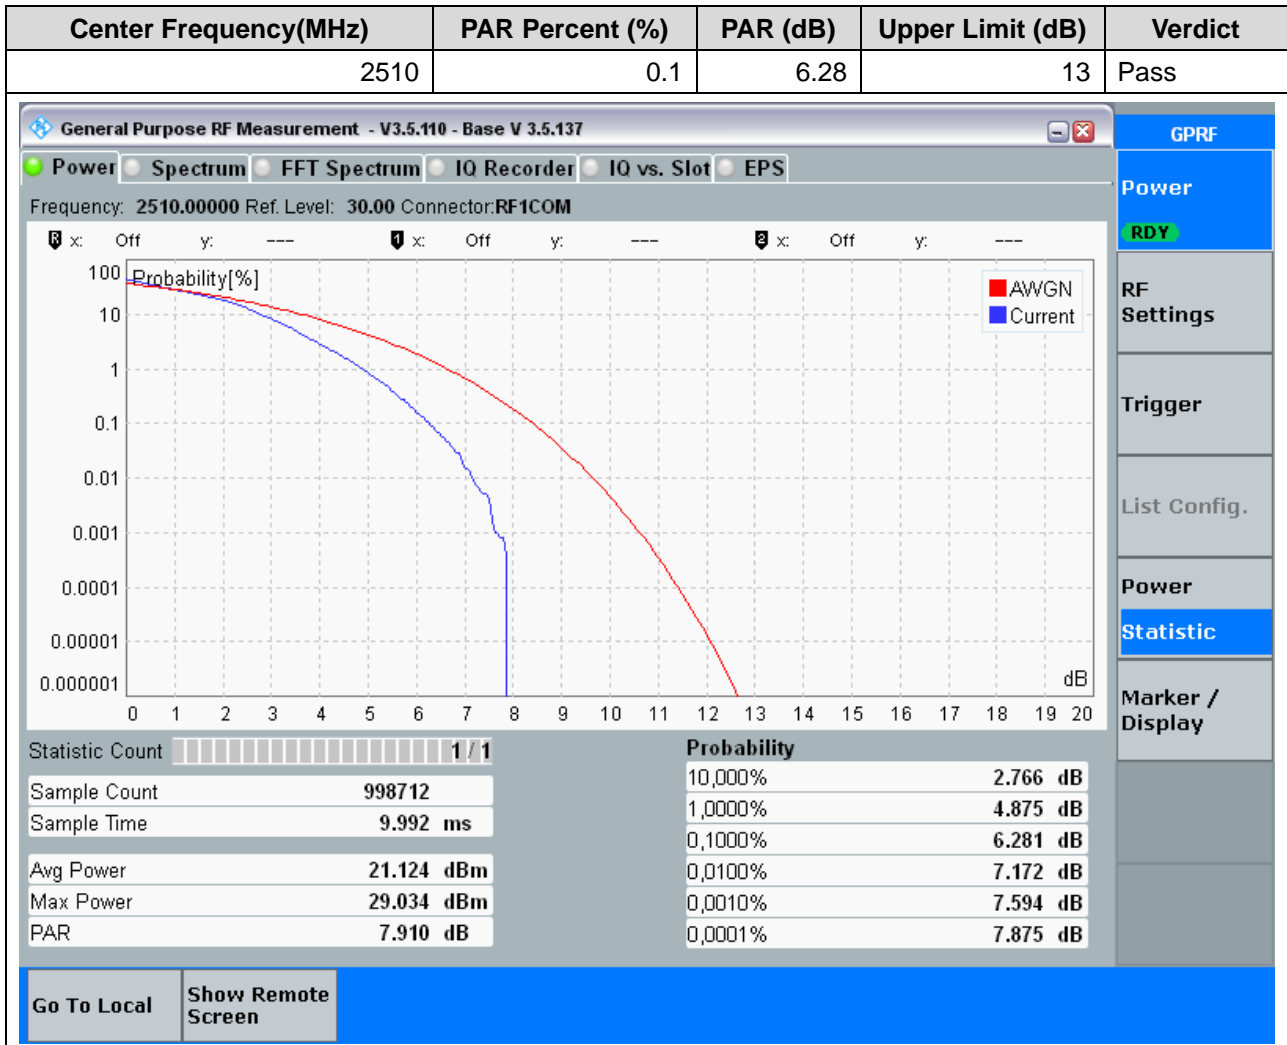 Center Frequency(MHz) PAR Percent (%) PAR (dB) Upper Limit (dB) Verdict
2510 0.1 6.28 13 Pass
General Purpose RF Measurement - V3.5.110 - Base V 3.5.137
GPRF
Power Spectrum FFT Spectrum IQ Recorder IQ vs. Slot EPS
Power
RDY
Frequency: 2510.00000 Ref. Level: 30.00 Connector:RF1COM
R x: Off y: --- 1 x: Off y: --- 2 x: Off y: ---
Probability[%]
AWGN
Current
100
10
1
0.1
0.01
0.001
0.0001
0.00001
0.000001
dB
0 1 2 3 4 5 6 7 8 9 10 11 12 13 14 15 16 17 18 19 20
RF
Settings
Trigger
List Config.
Power
Statistic
Marker /
Display
Statistic Count 1 / 1
Sample Count 998712
Sample Time 9.992 ms
Avg Power 21.124 dBm
Max Power 29.034 dBm
PAR 7.910 dB
Probability
10,000% 2.766 dB
1,0000% 4.875 dB
0,1000% 6.281 dB
0,0100% 7.172 dB
0,0010% 7.594 dB
0,0001% 7.875 dB
Go To Local
Show Remote
Screen